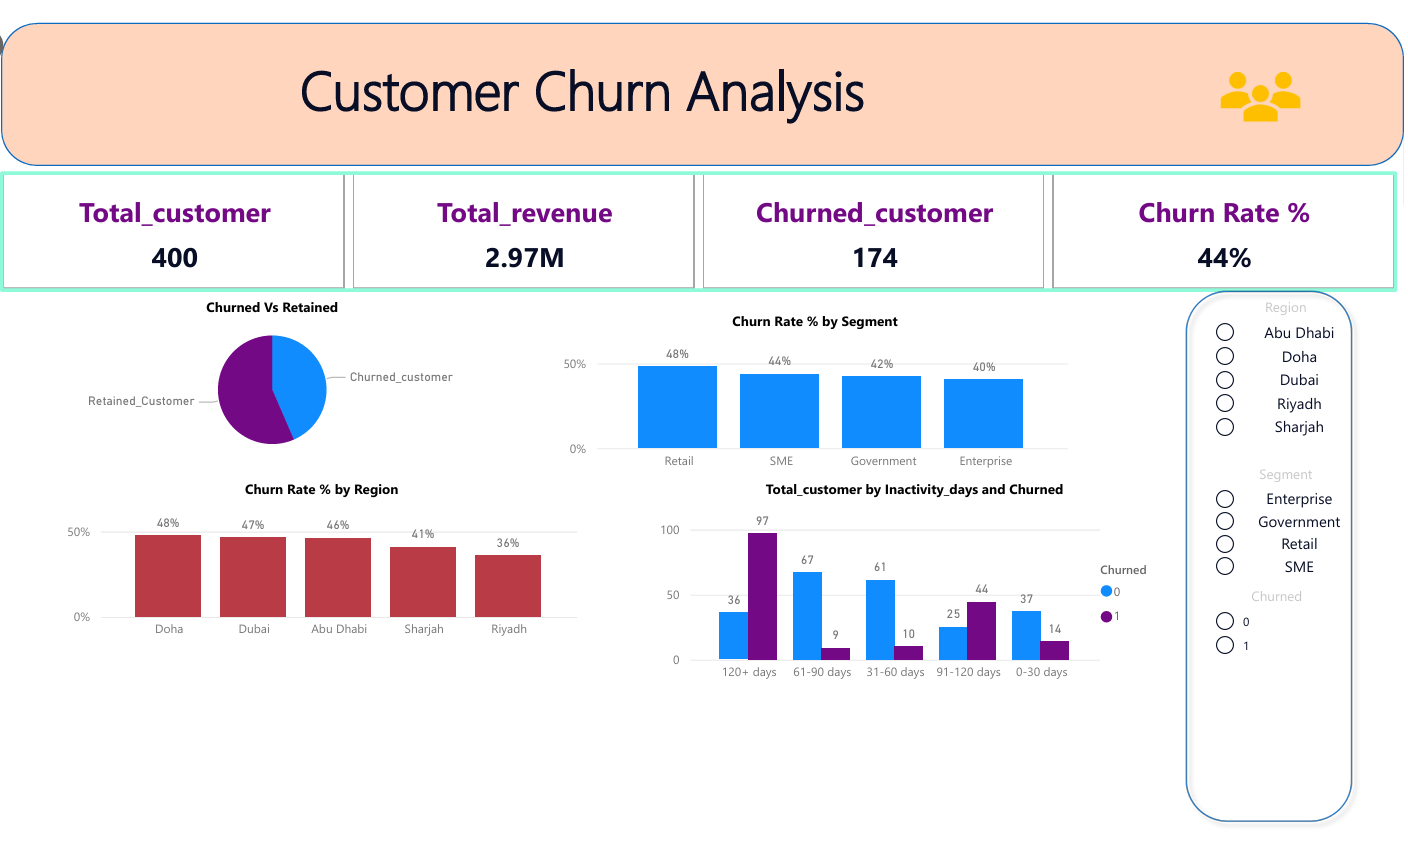 Customer Churn Analysis
Total_customer
400
Total_revenue
2.97M
Churned_customer
174
Churn Rate %
44%
Churned Vs Retained
Churned_customer
Retained_Customer
Churn Rate % by Segment
50%
0%
48%
44%
42%
40%
Retail
SME
Government
Enterprise
Churn Rate % by Region
50%
0%
48%
47%
46%
41%
36%
Doha
Dubai
Abu Dhabi
Sharjah
Riyadh
Total_customer by Inactivity_days and Churned
100
50
0
36
97
67
9
61
10
25
44
37
14
120+ days
61-90 days
31-60 days
91-120 days
0-30 days
Churned
0
1
Region
Abu Dhabi
Doha
Dubai
Riyadh
Sharjah
Segment
Enterprise
Government
Retail
SME
Churned
0
1